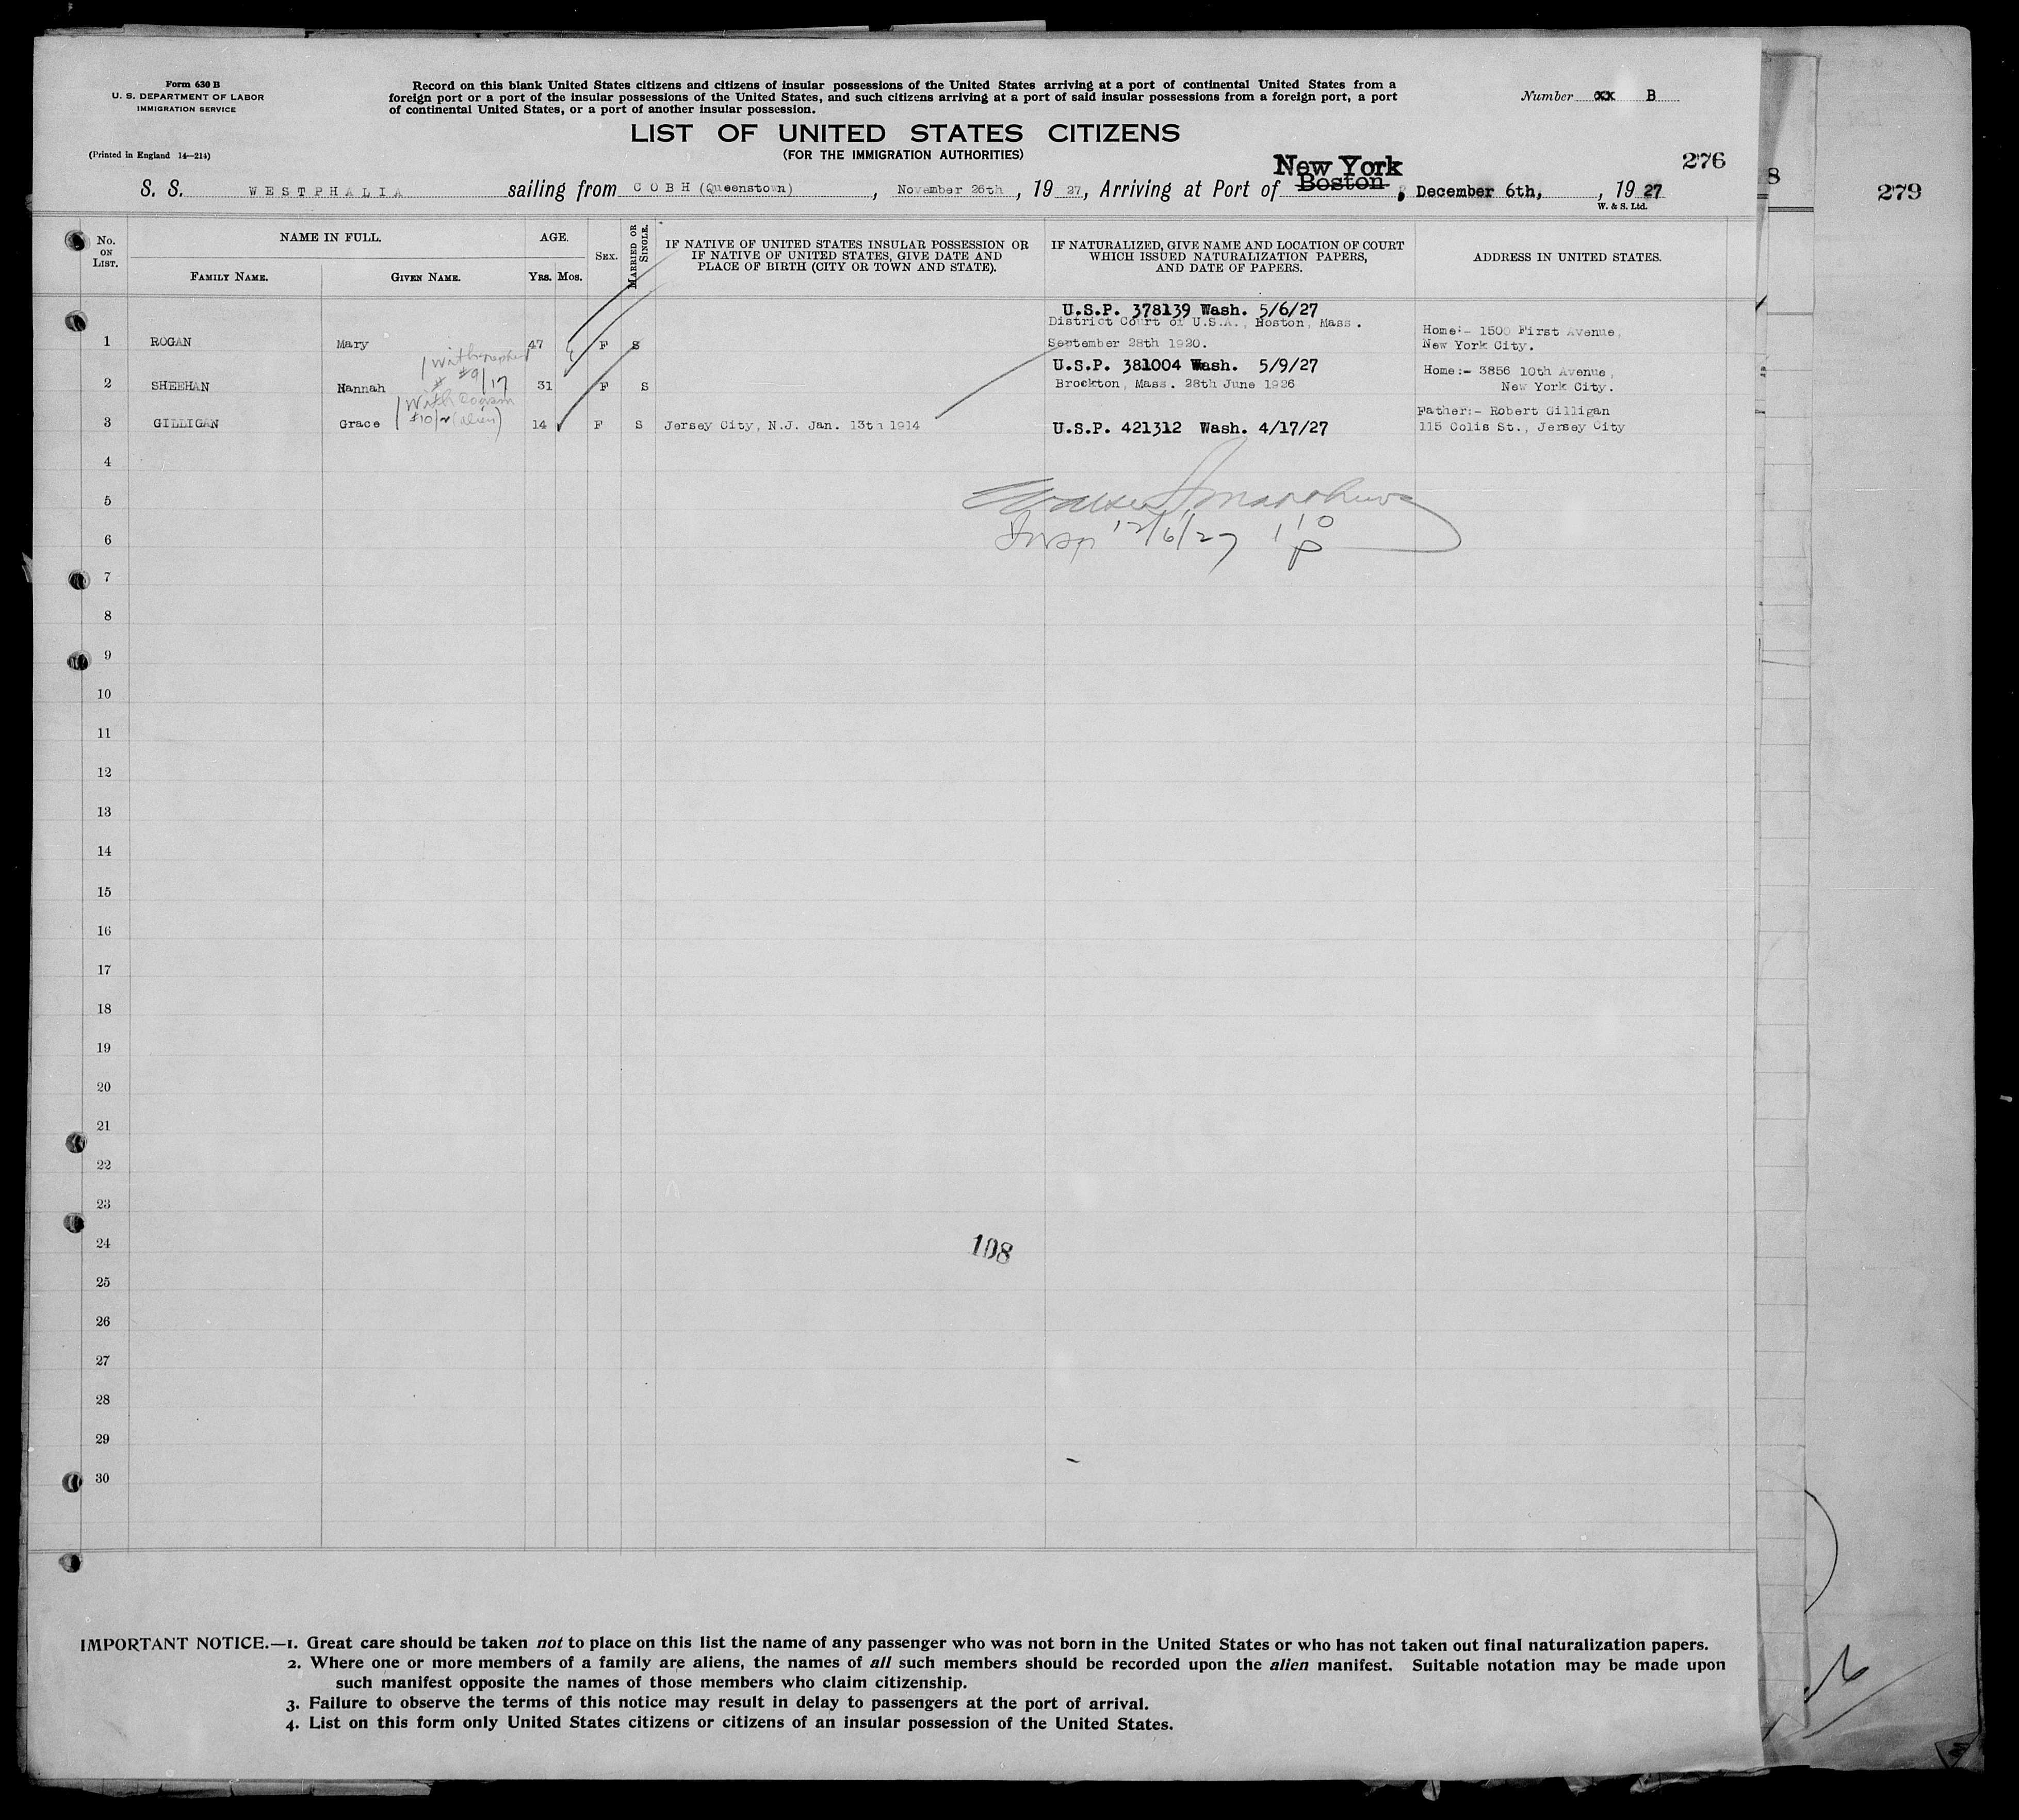 Form 630 B
U. S. DEPARTMENT OF LABOR
IMMIGRATION SERVICE
(Printed in England 14—214)
Record on this blank United States citizens and citizens of insular possessions of the United States arriving at a port of continental United States from a
foreign port or a port of the insular possessions of the United States, and such citizens arriving at a port of said insular possessions from a foreign port, a port
of continental United States, or a port of another insular possession.
Number xx B
LIST OF UNITED STATES CITIZENS
(FOR THE IMMIGRATION AUTHORITIES)
276
8
279
New York
S. S. WESTPHALIA sailing from COBH (Queenstown), November 26th, 19 27, Arriving at Port of Boston, December 6th, , 19 27
W. & S. Ltd.
No. ON LIST.
NAME IN FULL.
FAMILY NAME.
GIVEN NAME.
AGE.
YRS. MOS.
SEX.
MARRIED OR SINGLE.
IF NATIVE OF UNITED STATES INSULAR POSSESSION OR
IF NATIVE OF UNITED STATES, GIVE DATE AND
PLACE OF BIRTH (CITY OR TOWN AND STATE).
IF NATURALIZED, GIVE NAME AND LOCATION OF COURT
WHICH ISSUED NATURALIZATION PAPERS,
AND DATE OF PAPERS.
ADDRESS IN UNITED STATES.
U.S.P. 378139 Wash. 5/6/27
District Court of U.S.A., Boston, Mass.
Home:- 1500 First Avenue,
1 ROGAN Mary 47 F S September 28th 1920. New York City.
With nephew
# 9/17
U.S.P. 381004 Wash. 5/9/27
Home:- 3856 10th Avenue,
2 SHEEHAN Hannah 31 F S Brockton, Mass. 28th June 1926 New York City.
With cousin
#10/2 (alien)
Father:- Robert Gilligan
3 GILLIGAN Grace 14 F S Jersey City, N.J. Jan. 13th 1914 U.S.P. 421312 Wash. 4/17/27 115 Colis St., Jersey City
4
5
6
Insp 12/6/27 1 10 P
7
8
9
10
11
12
13
14
15
16
17
18
19
20
21
22
23
24
108
25
26
27
28
29
30
IMPORTANT NOTICE.—1. Great care should be taken not to place on this list the name of any passenger who was not born in the United States or who has not taken out final naturalization papers.
2. Where one or more members of a family are aliens, the names of all such members should be recorded upon the alien manifest. Suitable notation may be made upon
such manifest opposite the names of those members who claim citizenship.
3. Failure to observe the terms of this notice may result in delay to passengers at the port of arrival.
4. List on this form only United States citizens or citizens of an insular possession of the United States.